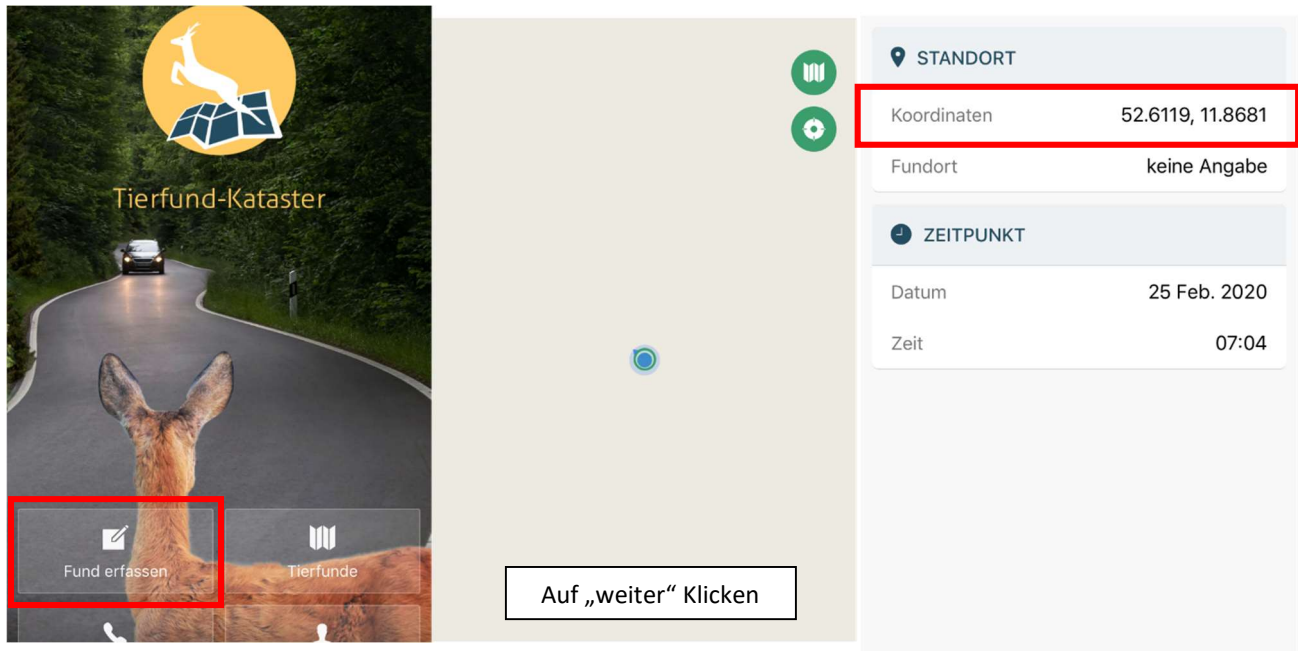 Tierfund-Kataster
Fund erfassen
Tierfunde
Auf „weiter“ Klicken
STANDORT
Koordinaten 52.6119, 11.8681
Fundort keine Angabe
ZEITPUNKT
Datum 25 Feb. 2020
Zeit 07:04